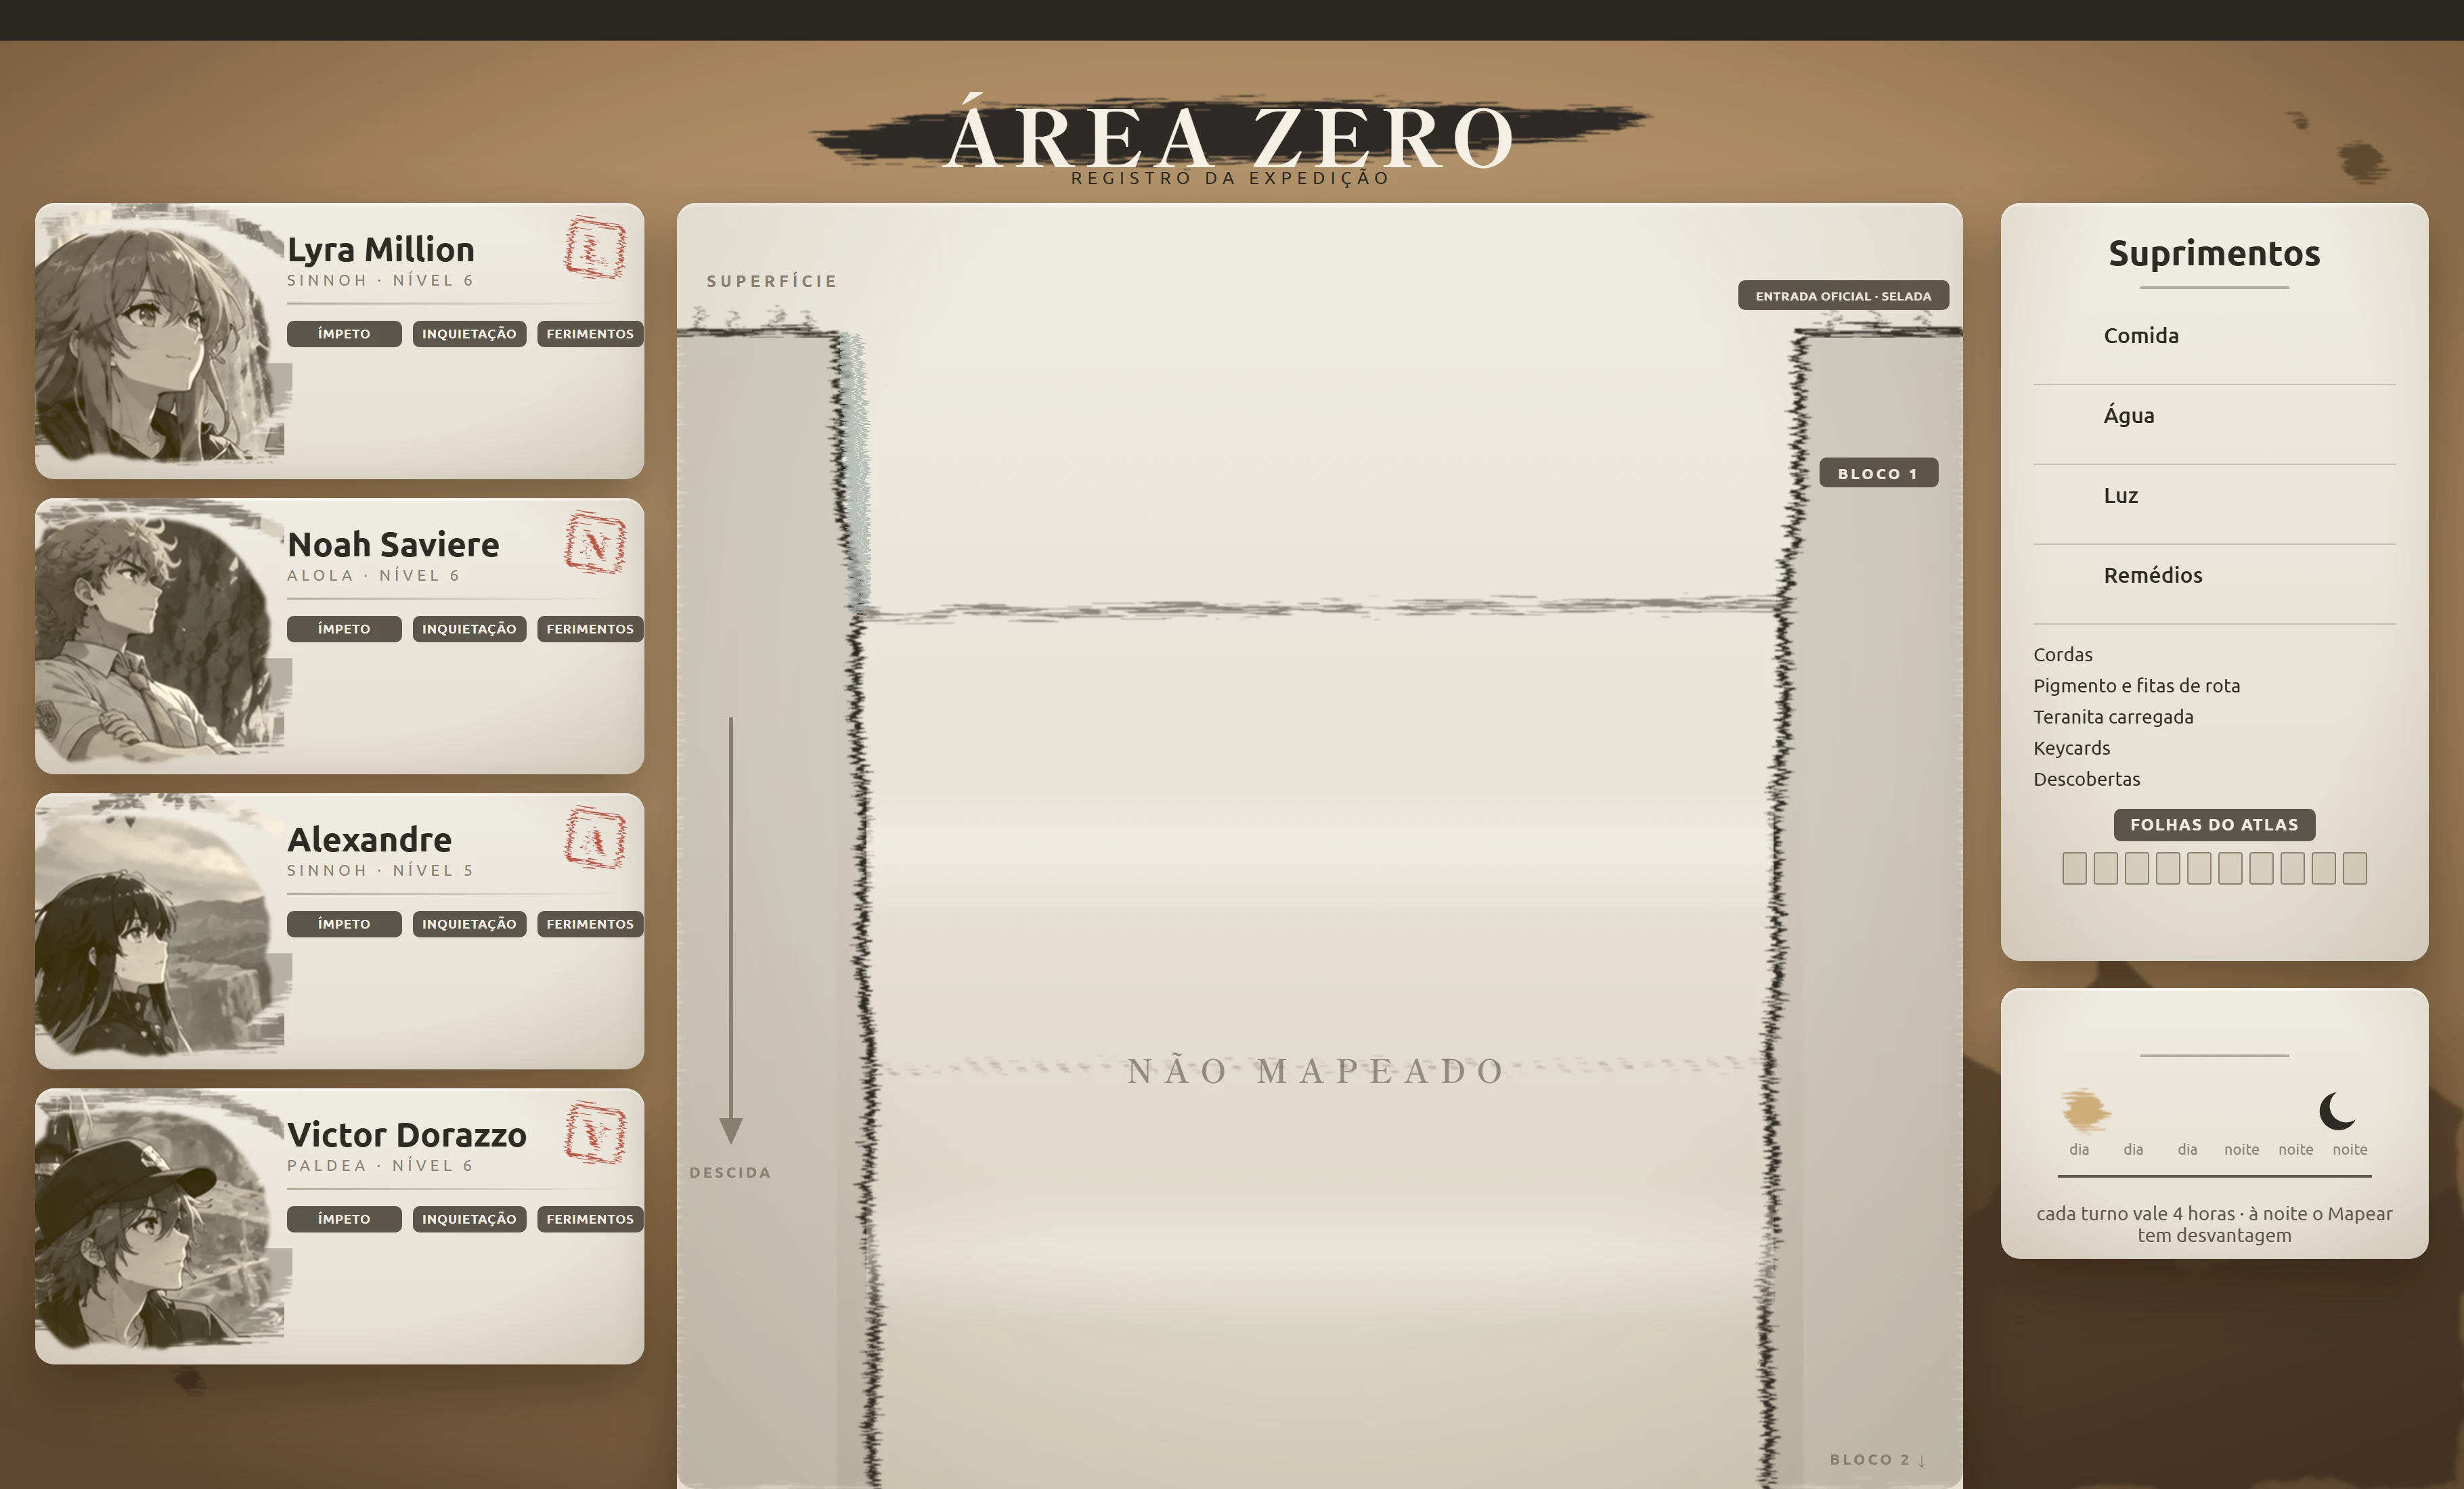 ÁREA ZERO
REGISTRO DA EXPEDIÇÃO
Lyra Million
SINNOH · NÍVEL 6
L
ÍMPETO INQUIETAÇÃO FERIMENTOS
Noah Saviere
ALOLA · NÍVEL 6
N
ÍMPETO INQUIETAÇÃO FERIMENTOS
Alexandre
SINNOH · NÍVEL 5
A
ÍMPETO INQUIETAÇÃO FERIMENTOS
Victor Dorazzo
PALDEA · NÍVEL 6
V
ÍMPETO INQUIETAÇÃO FERIMENTOS
SUPERFÍCIE
ENTRADA OFICIAL · SELADA
BLOCO 1
NÃO MAPEADO
DESCIDA
BLOCO 2 ↓
Suprimentos
Comida
Água
Luz
Remédios
Cordas
Pigmento e fitas de rota
Teranita carregada
Keycards
Descobertas
FOLHAS DO ATLAS
dia dia dia noite noite noite
cada turno vale 4 horas · à noite o Mapear
tem desvantagem